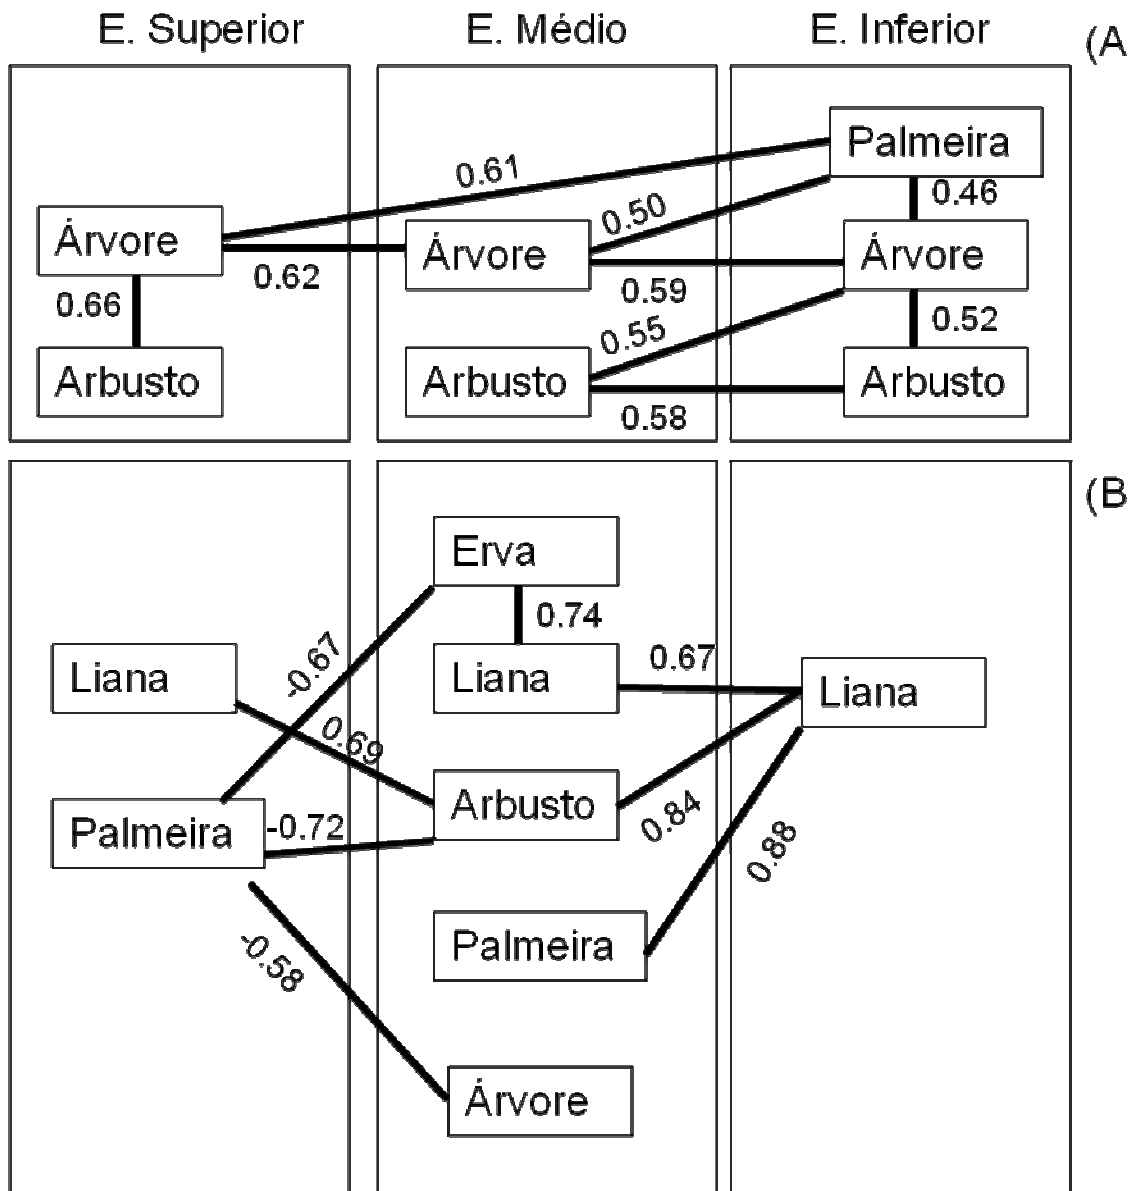 E. Superior E. Médio E. Inferior
(A
Palmeira
0.61
0.46
0.50
Árvore Árvore Árvore
0.62
0.59
0.66
0.55
0.52
Arbusto Arbusto Arbusto
0.58
(B
Erva
0.74
-0.67
0.67
Liana Liana Liana
0.69
Arbusto
Palmeira
-0.72
0.84
0.88
Palmeira
-0.58
Árvore